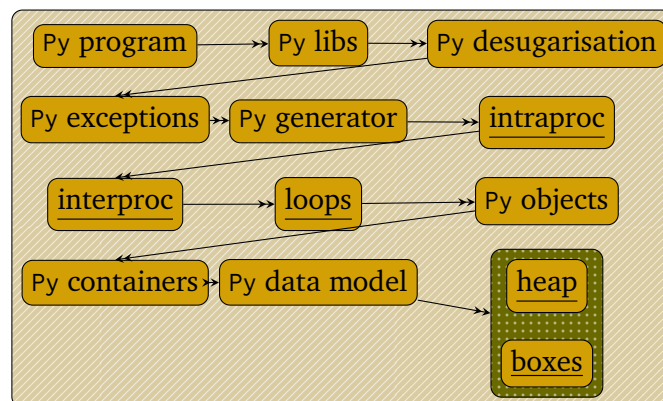 Py program
Py libs
Py desugarisation
Py exceptions
Py generator
intraproc
interproc
loops
Py objects
Py containers
Py data model
heap
boxes